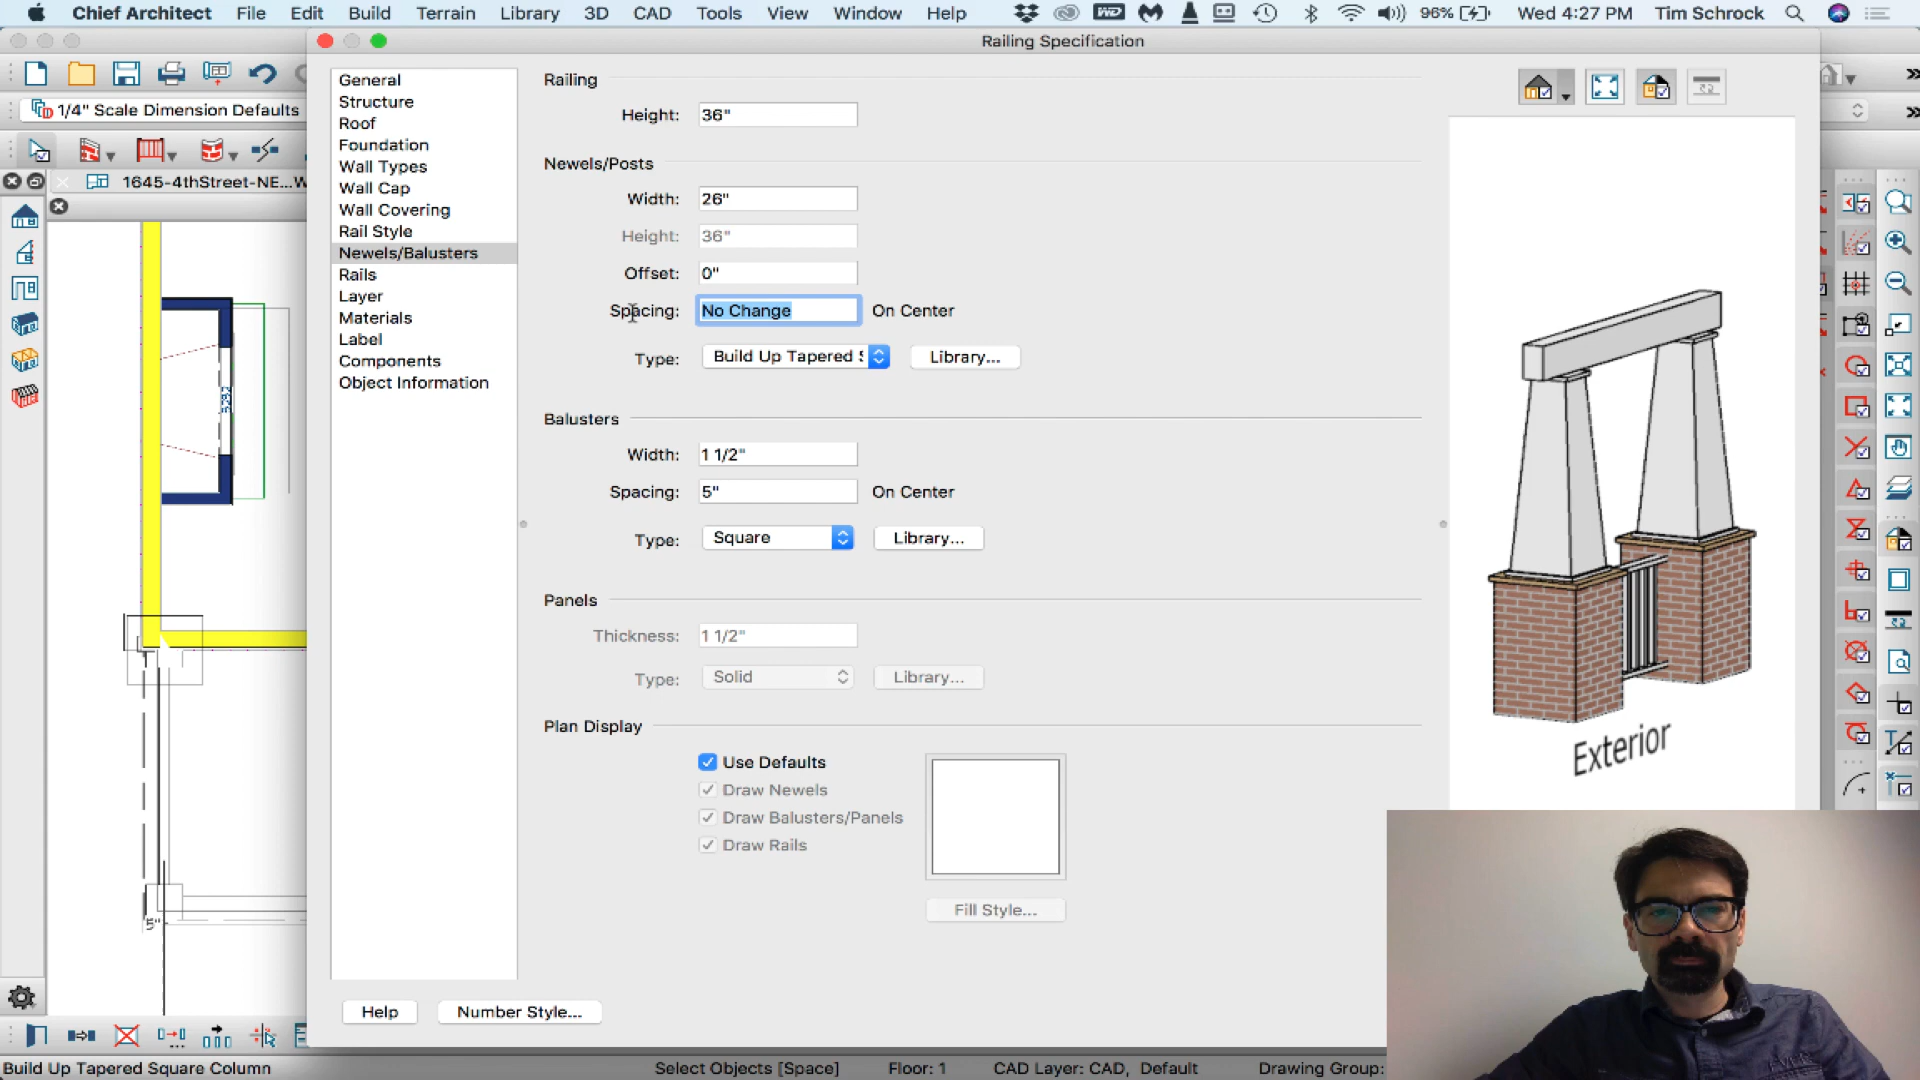 Chief Architect File Edit Build Terrain Library 3D CAD Tools View Window Help 96% Wed 4:27 PM Tim Schrock
Railing Specification
1/4" Scale Dimension Defaults
1645-4thStreet-NE...W
General
Structure
Roof
Foundation
Wall Types
Wall Cap
Wall Covering
Rail Style
Newels/Balusters
Rails
Layer
Materials
Label
Components
Object Information
Railing
Height: 36"
Newels/Posts
Width: 26"
Height: 36"
Offset: 0"
Spacing: No Change On Center
Type: Build Up Tapered Library...
Balusters
Width: 1 1/2"
Spacing: 5" On Center
Type: Square Library...
Panels
Thickness: 1 1/2"
Type: Solid Library...
Plan Display
Use Defaults
Draw Newels
Draw Balusters/Panels
Draw Rails
Fill Style...
Exterior
5"
Help Number Style...
Build Up Tapered Square Column Select Objects [Space] Floor: 1 CAD Layer: CAD, Default Drawing Group: